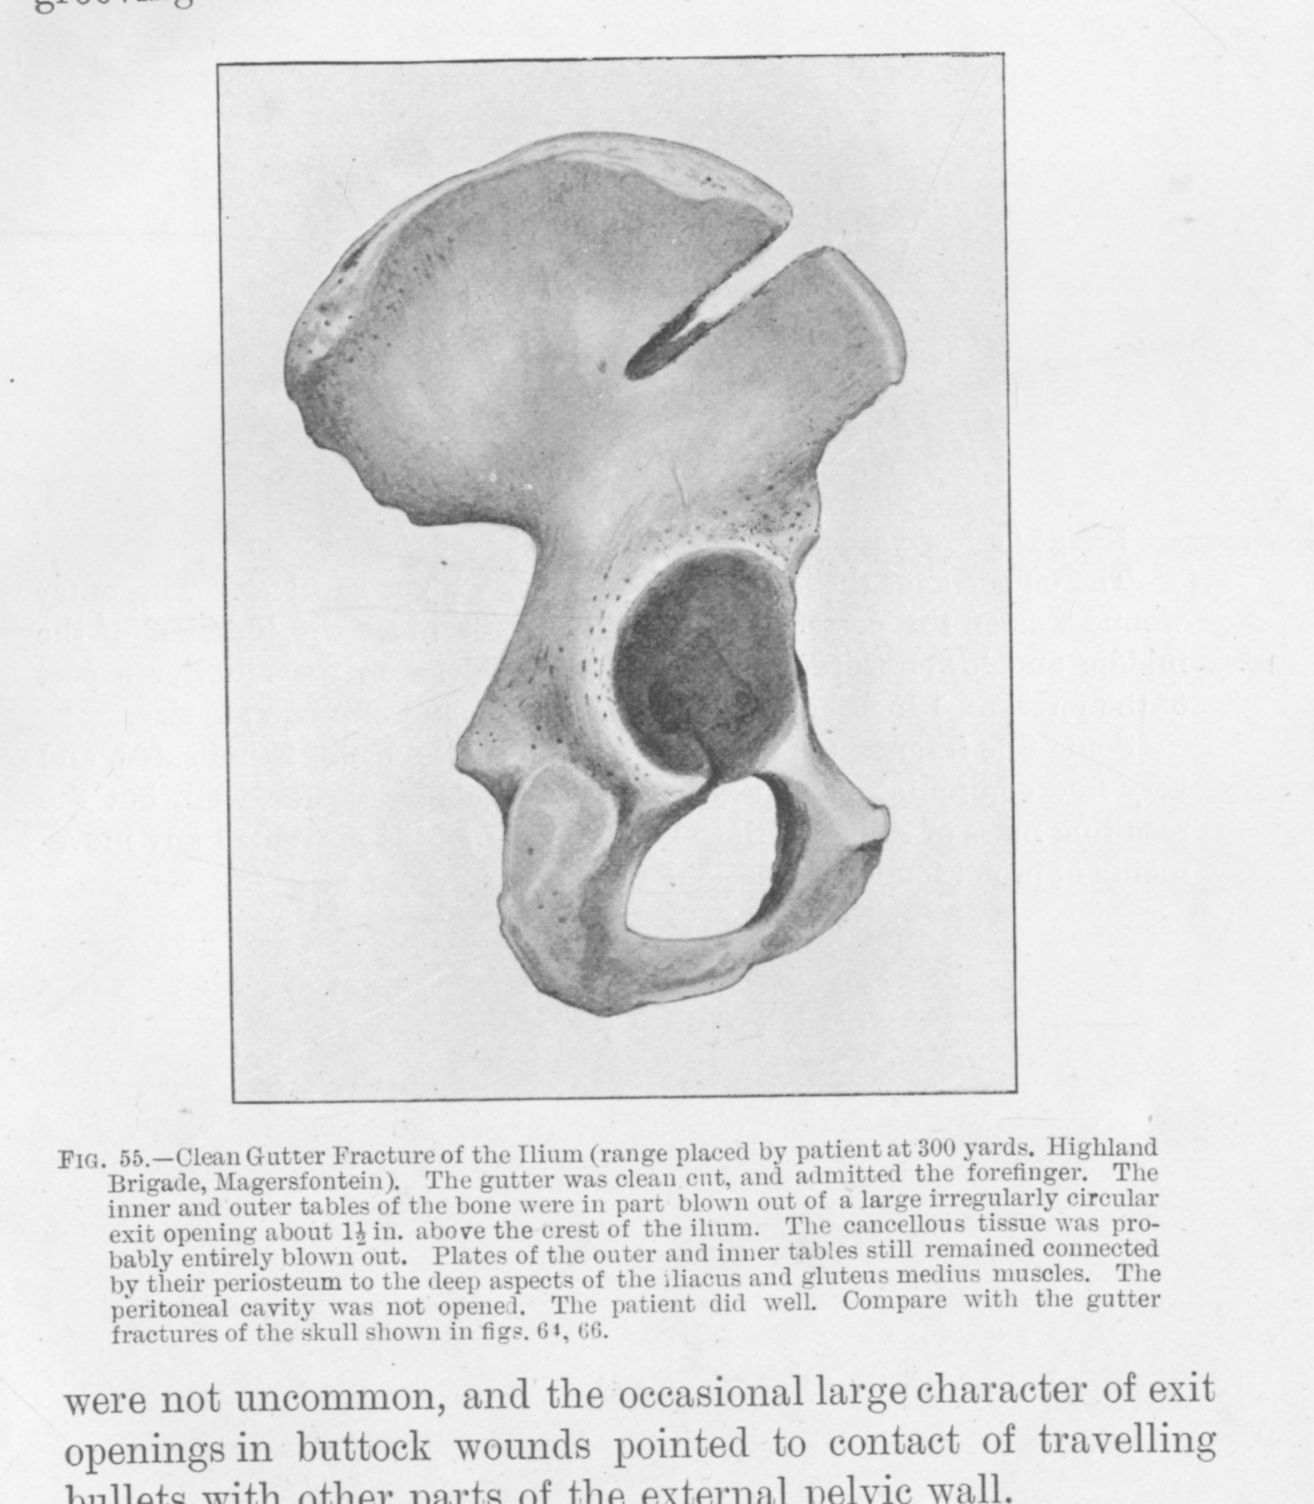 grooving
FIG. 55.—Clean Gutter Fracture of the Ilium (range placed by patient at 300 yards. Highland
Brigade, Magersfontein). The gutter was clean cut, and admitted the forefinger. The
inner and outer tables of the bone were in part blown out of a large irregularly circular
exit opening about 1½ in. above the crest of the ilium. The cancellous tissue was pro-
bably entirely blown out. Plates of the outer and inner tables still remained connected
by their periosteum to the deep aspects of the iliacus and gluteus medius muscles. The
peritoneal cavity was not opened. The patient did well. Compare with the gutter
fractures of the skull shown in figs. 64, 66.
were not uncommon, and the occasional large character of exit
openings in buttock wounds pointed to contact of travelling
bullets with other parts of the external pelvic wall.